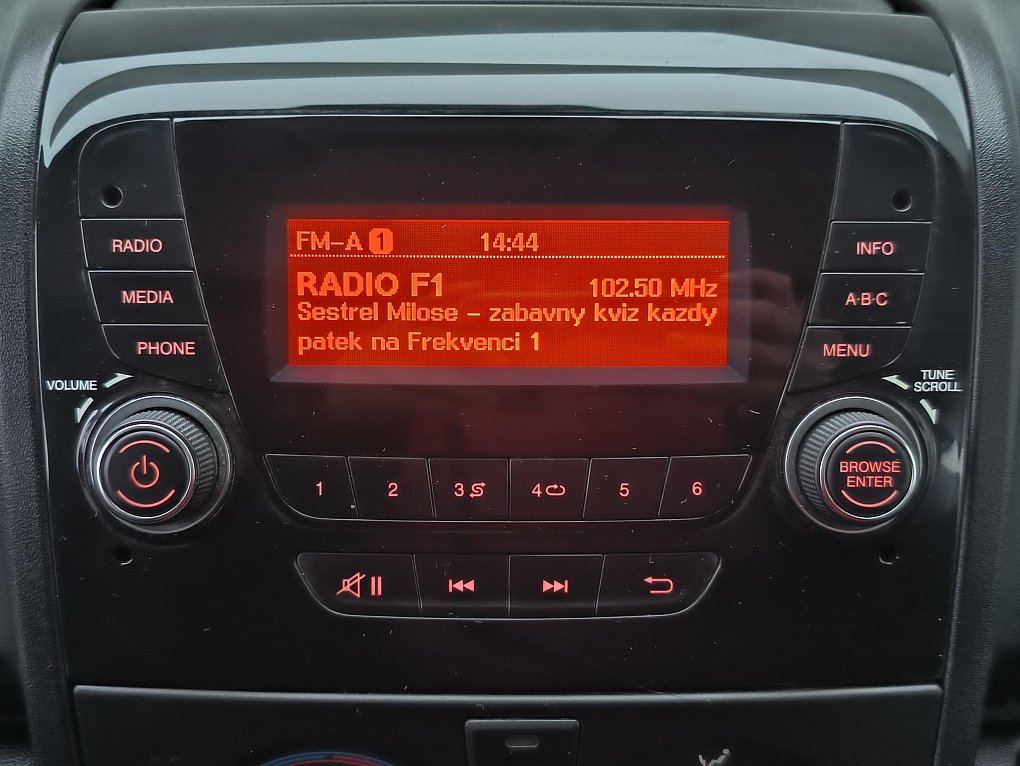 FM-A 1 14:44
RADIO F1 102.50 MHz
Sestrel Milose - zabavny kviz kazdy
patek na Frekvenci 1
RADIO
MEDIA
PHONE
INFO
A·B·C
MENU
VOLUME
TUNE
SCROLL
BROWSE
ENTER
1 2 3 4 5 6